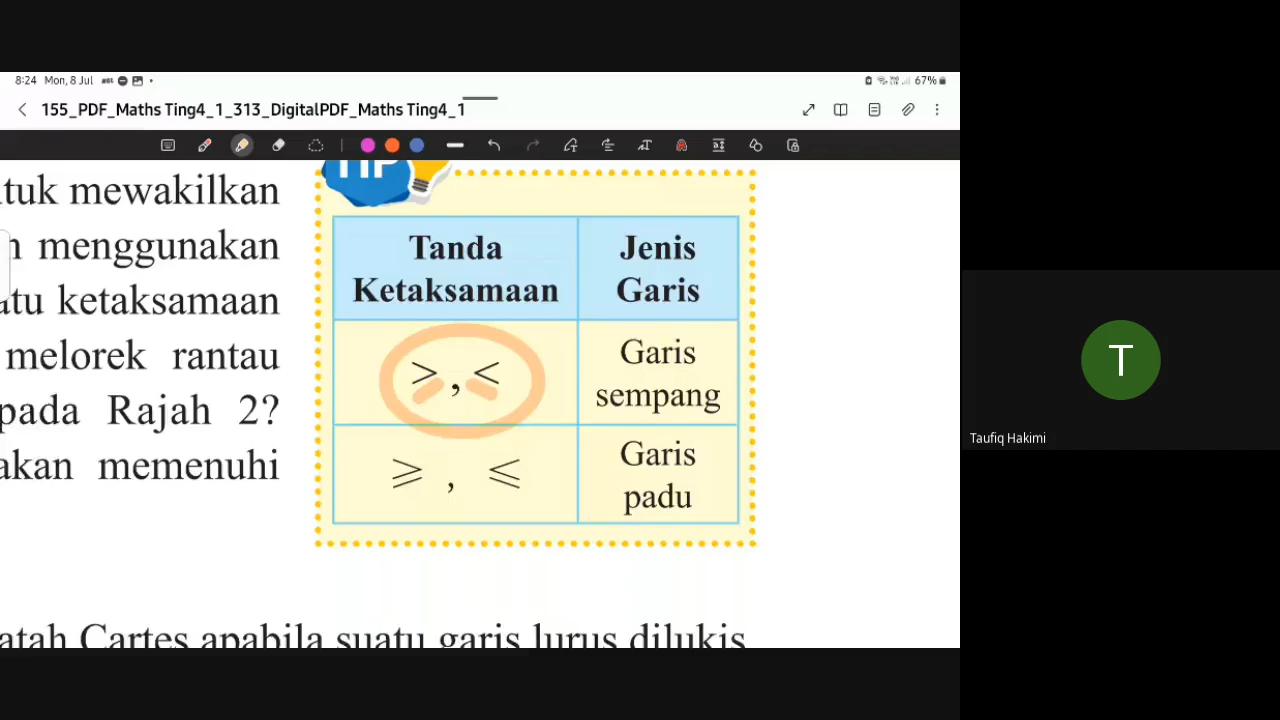 8:24 Mon, 8 Jul
67%
155_PDF_Maths Ting4_1_313_DigitalPDF_Maths Ting4_1
TIP
tuk mewakilkan
menggunakan
atu ketaksamaan
melorek rantau
pada Rajah 2?
akan memenuhi
Tanda Ketaksamaan
Jenis Garis
> , <
Garis sempang
⩾ , ⩽
Garis padu
atah Cartes apabila suatu garis lurus dilukis
T
Taufiq Hakimi